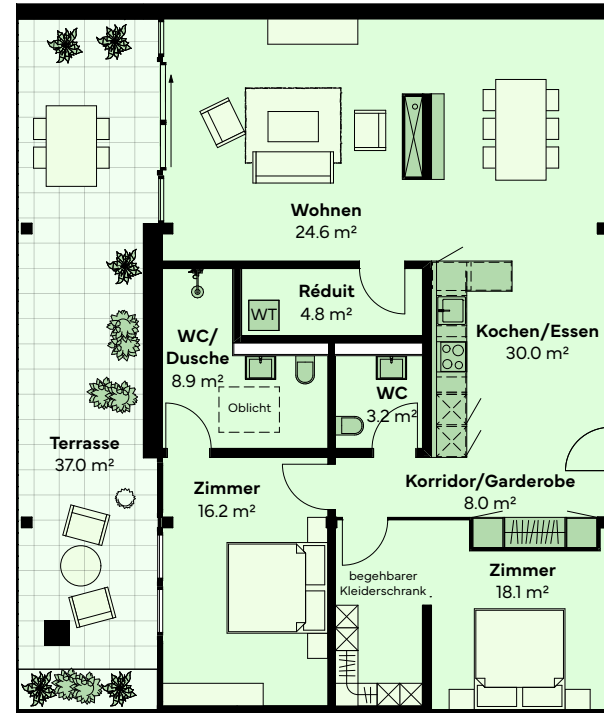 Wohnen
24.6 m²
Réduit
4.8 m²
WT
WC/
Dusche
8.9 m²
Kochen/Essen
30.0 m²
WC
3.2 m²
Oblicht
Terrasse
37.0 m²
Zimmer
16.2 m²
Korridor/Garderobe
8.0 m²
begehbarer
Kleiderschrank
Zimmer
18.1 m²